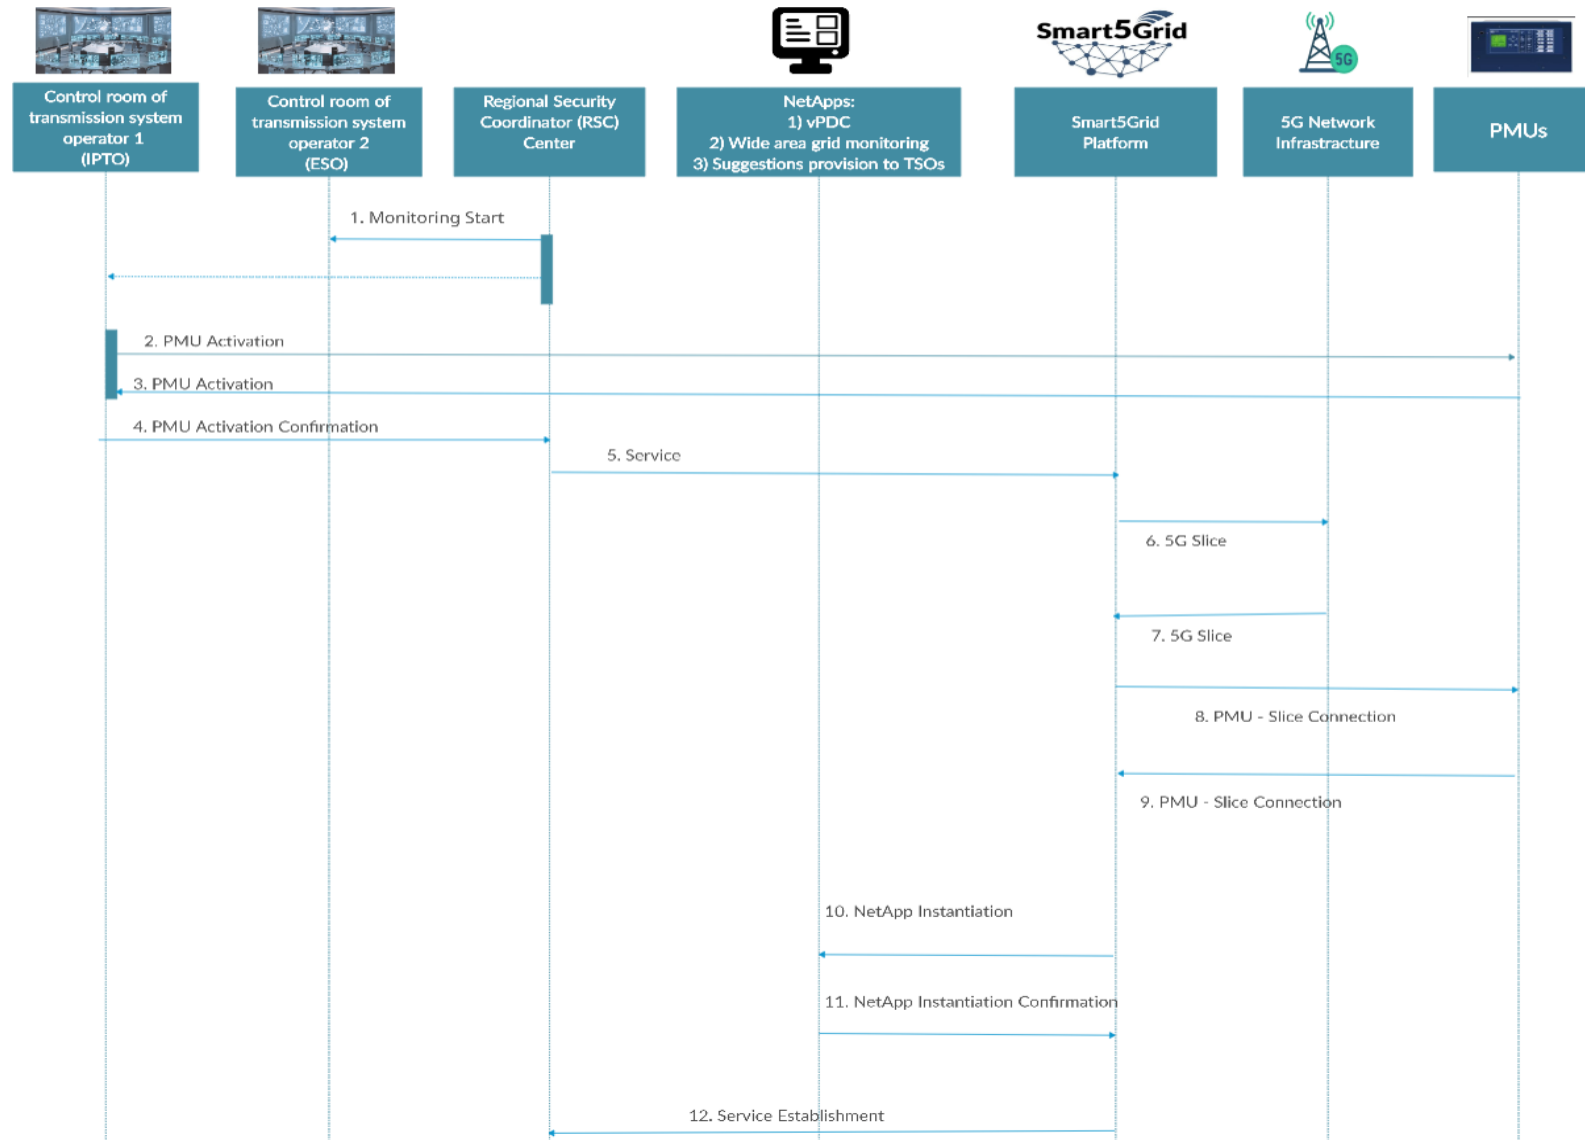 Smart5Grid
5G
Control room of
transmission system
operator 1
(IPTO)
Control room of
transmission system
operator 2
(ESO)
Regional Security
Coordinator (RSC)
Center
NetApps:
1) vPDC
2) Wide area grid monitoring
3) Suggestions provision to TSOs
Smart5Grid
Platform
5G Network
Infrastracture
PMUs
1. Monitoring Start
2. PMU Activation
3. PMU Activation
4. PMU Activation Confirmation
5. Service
6. 5G Slice
7. 5G Slice
8. PMU - Slice Connection
9. PMU - Slice Connection
10. NetApp Instantiation
11. NetApp Instantiation Confirmation
12. Service Establishment